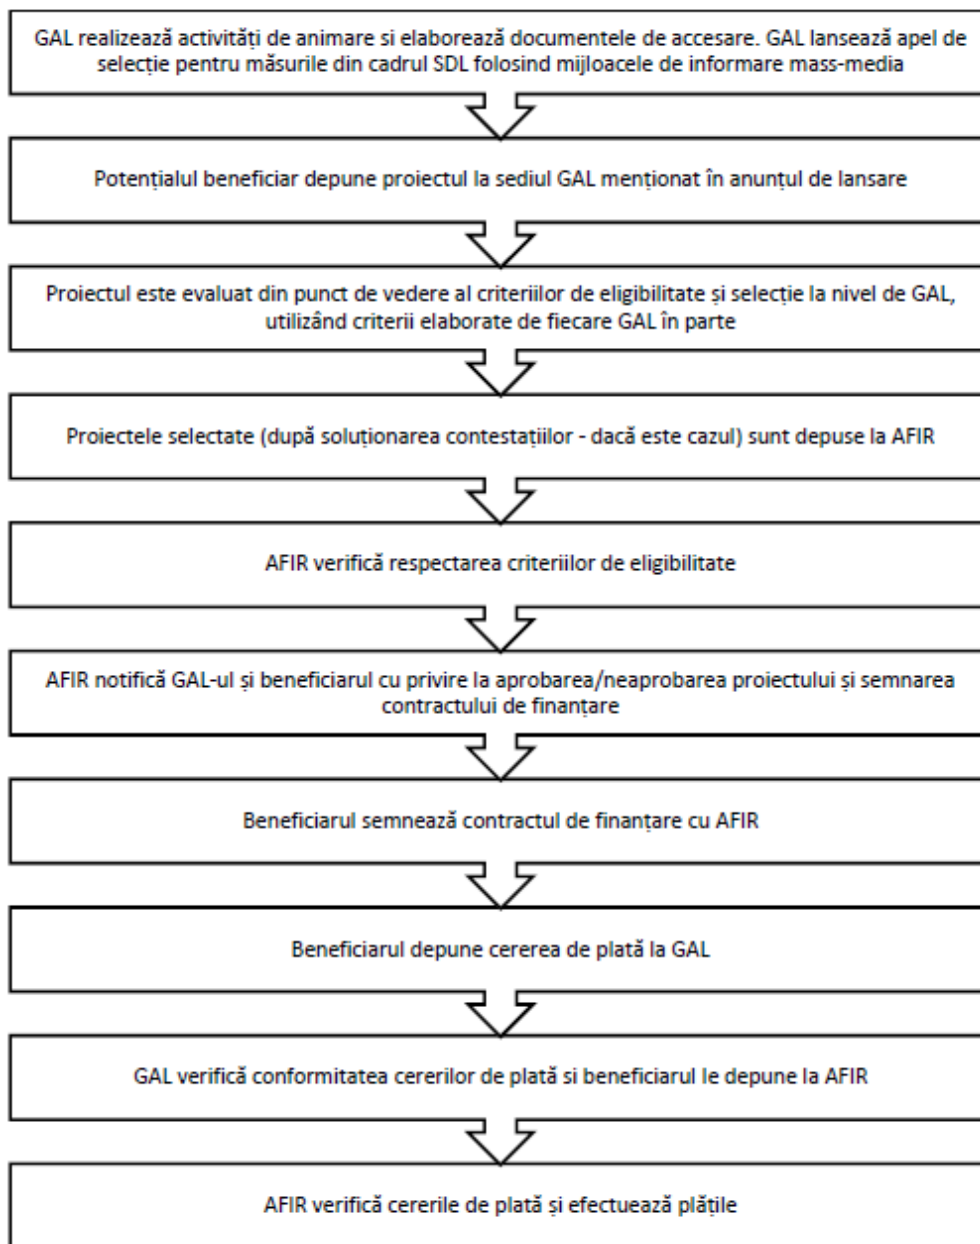 GAL realizează activități de animare si elaborează documentele de accesare. GAL lansează apel de
selecție pentru măsurile din cadrul SDL folosind mijloacele de informare mass-media
Potențialul beneficiar depune proiectul la sediul GAL menționat în anunțul de lansare
Proiectul este evaluat din punct de vedere al criteriilor de eligibilitate și selecție la nivel de GAL,
utilizând criterii elaborate de fiecare GAL în parte
Proiectele selectate (după soluționarea contestațiilor - dacă este cazul) sunt depuse la AFIR
AFIR verifică respectarea criteriilor de eligibilitate
AFIR notifică GAL-ul și beneficiarul cu privire la aprobarea/neaprobarea proiectului și semnarea
contractului de finanțare
Beneficiarul semnează contractul de finanțare cu AFIR
Beneficiarul depune cererea de plată la GAL
GAL verifică conformitatea cererilor de plată si beneficiarul le depune la AFIR
AFIR verifică cererile de plată și efectuează plățile